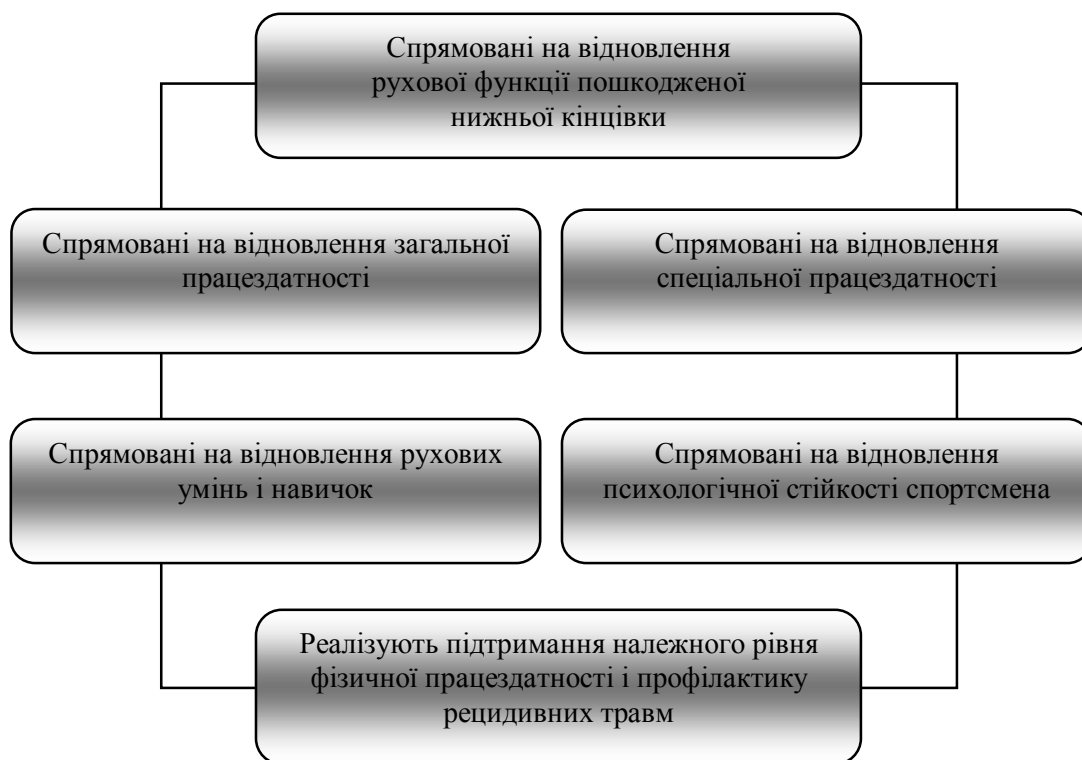 Спрямовані на відновлення
рухової функції пошкодженої
нижньої кінцівки
Спрямовані на відновлення загальної
працездатності
Спрямовані на відновлення
спеціальної працездатності
Спрямовані на відновлення рухових
умінь і навичок
Спрямовані на відновлення
психологічної стійкості спортсмена
Реалізують підтримання належного рівня
фізичної працездатності і профілактику
рецидивних травм